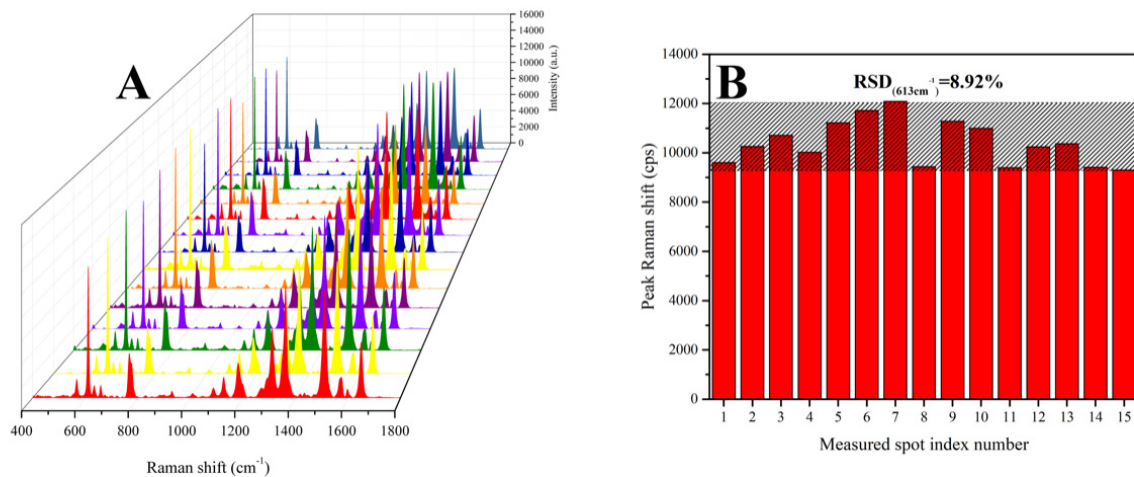 A
16000
14000
12000
10000
8000
6000
4000
2000
0
Intensity (a.u.)
400 600 800 1000 1200 1400 1600 1800
Raman shift (cm-1)
B
RSD(613cm-1)=8.92%
14000
12000
10000
8000
6000
4000
2000
0
Peak Raman shift (cps)
1 2 3 4 5 6 7 8 9 10 11 12 13 14 15
Measured spot index number